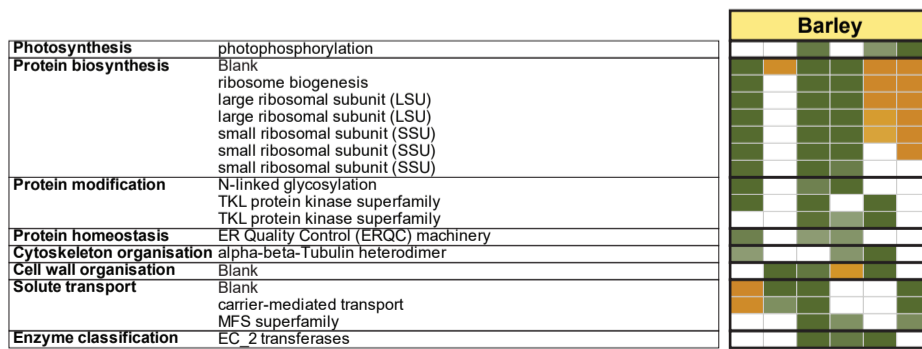 Barley
Photosynthesis photophosphorylation
Protein biosynthesis Blank
ribosome biogenesis
large ribosomal subunit (LSU)
large ribosomal subunit (LSU)
small ribosomal subunit (SSU)
small ribosomal subunit (SSU)
small ribosomal subunit (SSU)
Protein modification N-linked glycosylation
TKL protein kinase superfamily
TKL protein kinase superfamily
Protein homeostasis ER Quality Control (ERQC) machinery
Cytoskeleton organisation alpha-beta-Tubulin heterodimer
Cell wall organisation Blank
Solute transport Blank
carrier-mediated transport
MFS superfamily
Enzyme classification EC_2 transferases